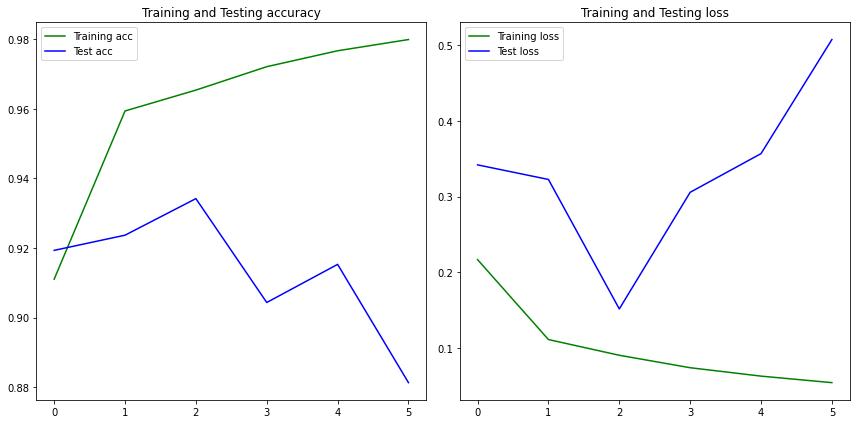 Training and Testing accuracy
Training acc
Test acc
0.98
0.96
0.94
0.92
0.90
0.88
0 1 2 3 4 5
Training and Testing loss
Training loss
Test loss
0.5
0.4
0.3
0.2
0.1
0 1 2 3 4 5